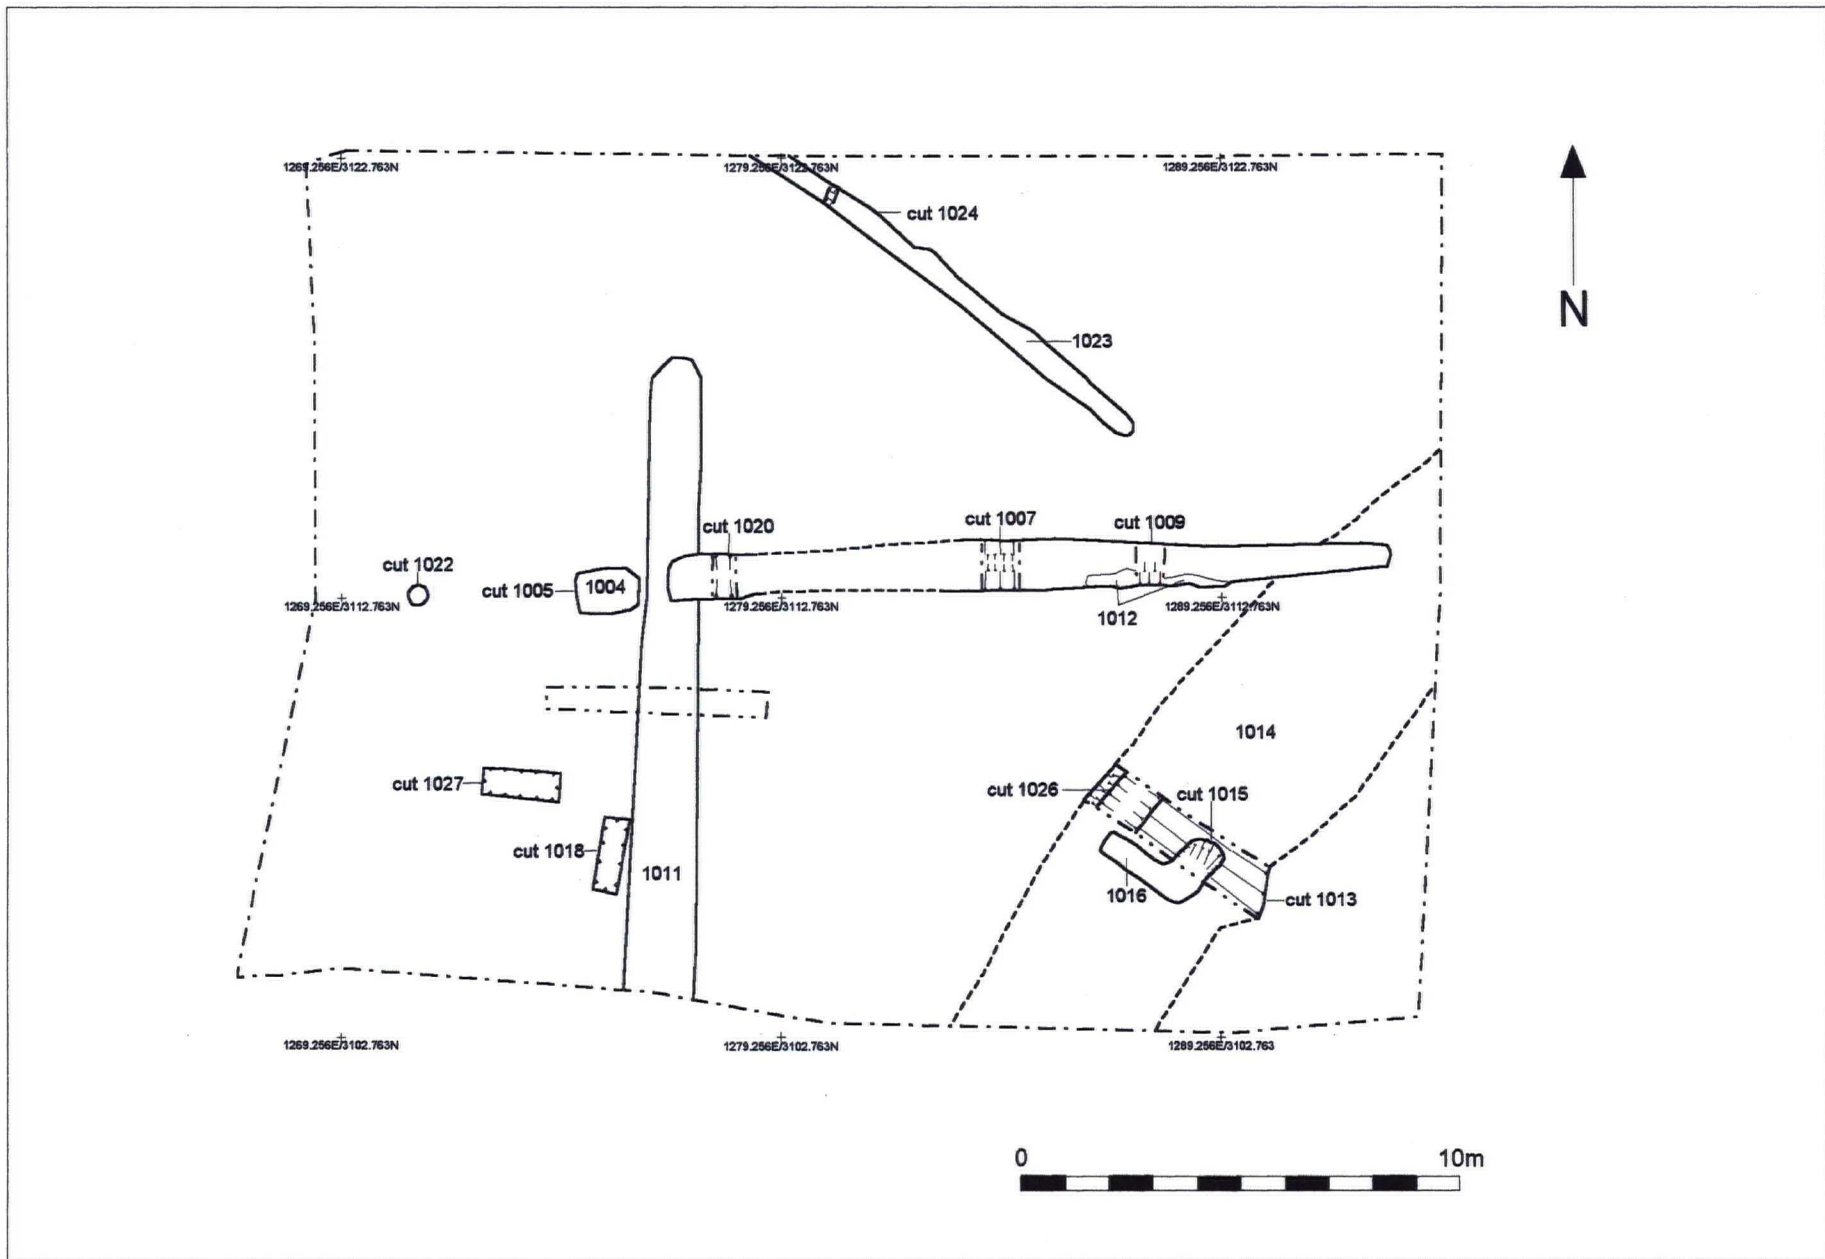 1269.256E/3122.763N
1279.256E/3122.763N
1289.256E/3122.763N
cut 1024
N
1023
cut 1020
cut 1007
cut 1009
cut 1022
cut 1005
1004
1269.256E/3112.763N
1279.256E/3112.763N
1289.256E/3112.763N
1012
1014
cut 1027
cut 1026
cut 1015
cut 1018
1011
1016
cut 1013
1269.256E/3102.763N
1279.256E/3102.763N
1289.256E/3102.763
0
10m